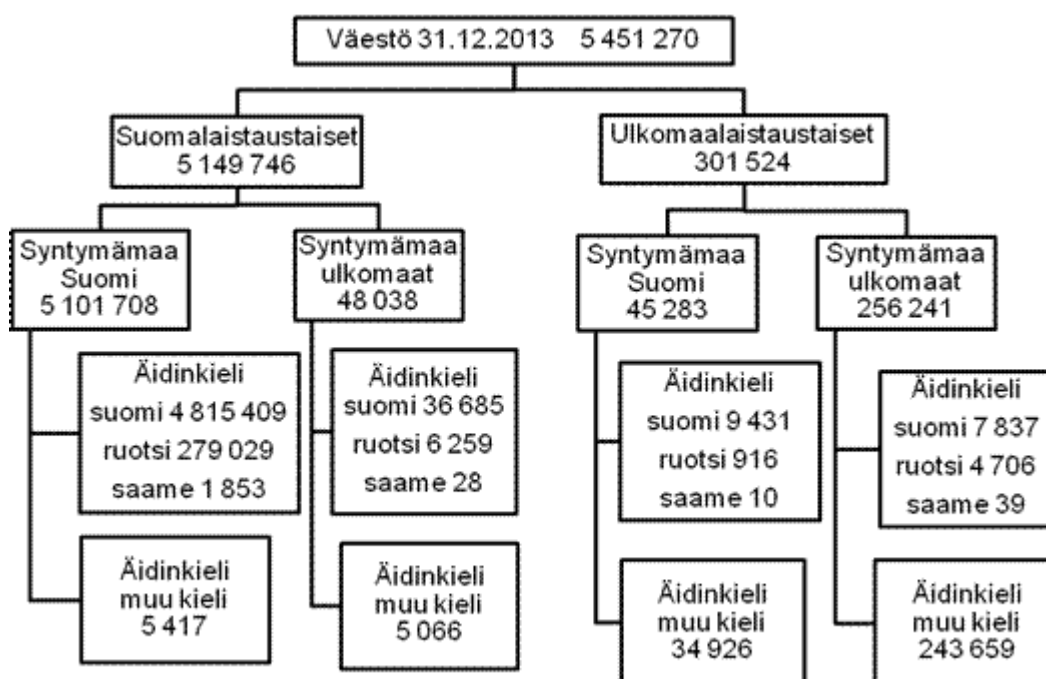 Väestö 31.12.2013 5 451 270
Suomalaistaustaiset
5 149 746
Ulkomaalaistaustaiset
301 524
Syntymämaa
Suomi
5 101 708
Syntymämaa
ulkomaat
48 038
Syntymämaa
Suomi
45 283
Syntymämaa
ulkomaat
256 241
Äidinkieli
suomi 4 815 409
ruotsi 279 029
saame 1 853
Äidinkieli
suomi 36 685
ruotsi 6 259
saame 28
Äidinkieli
suomi 9 431
ruotsi 916
saame 10
Äidinkieli
suomi 7 837
ruotsi 4 706
saame 39
Äidinkieli
muu kieli
5 417
Äidinkieli
muu kieli
5 066
Äidinkieli
muu kieli
34 926
Äidinkieli
muu kieli
243 659